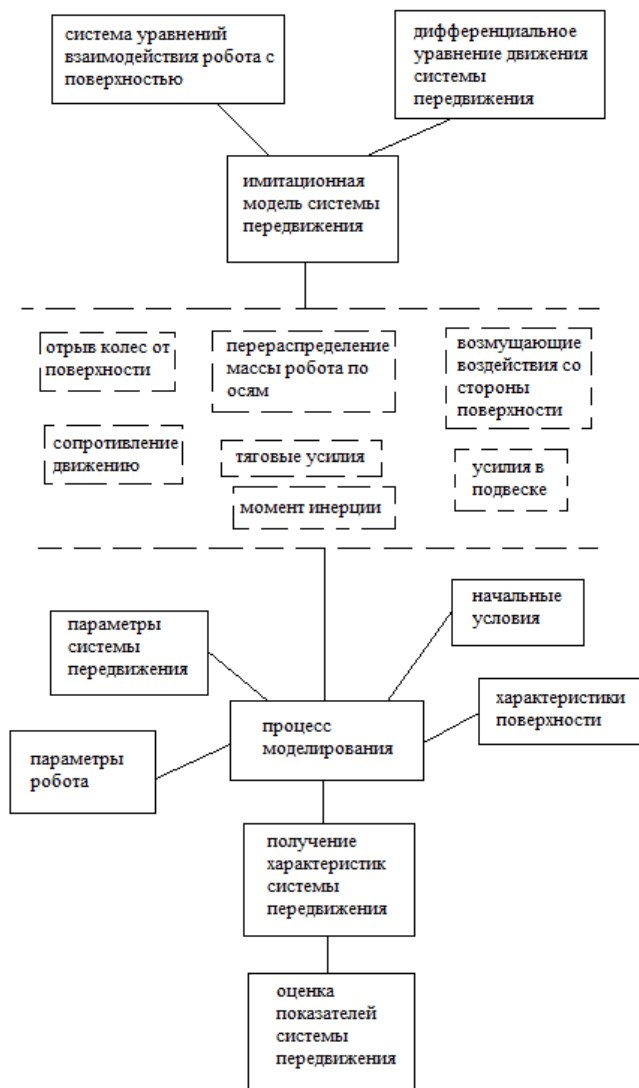 система уравнений
взаимодействия робота с
поверхностью
дифференциальное
уравнение движения
системы
передвижения
имитационная
модель системы
передвижения
отрыв колес от
поверхности
перераспределение
массы робота по
осям
возмущающие
воздействия со
стороны
поверхности
сопротивление
движению
тяговые усилия
усилия в
подвеске
момент инерции
начальные
условия
параметры
системы
передвижения
характеристики
поверхности
процесс
моделирования
параметры
робота
получение
характеристик
системы
передвижения
оценка
показателей
системы
передвижения